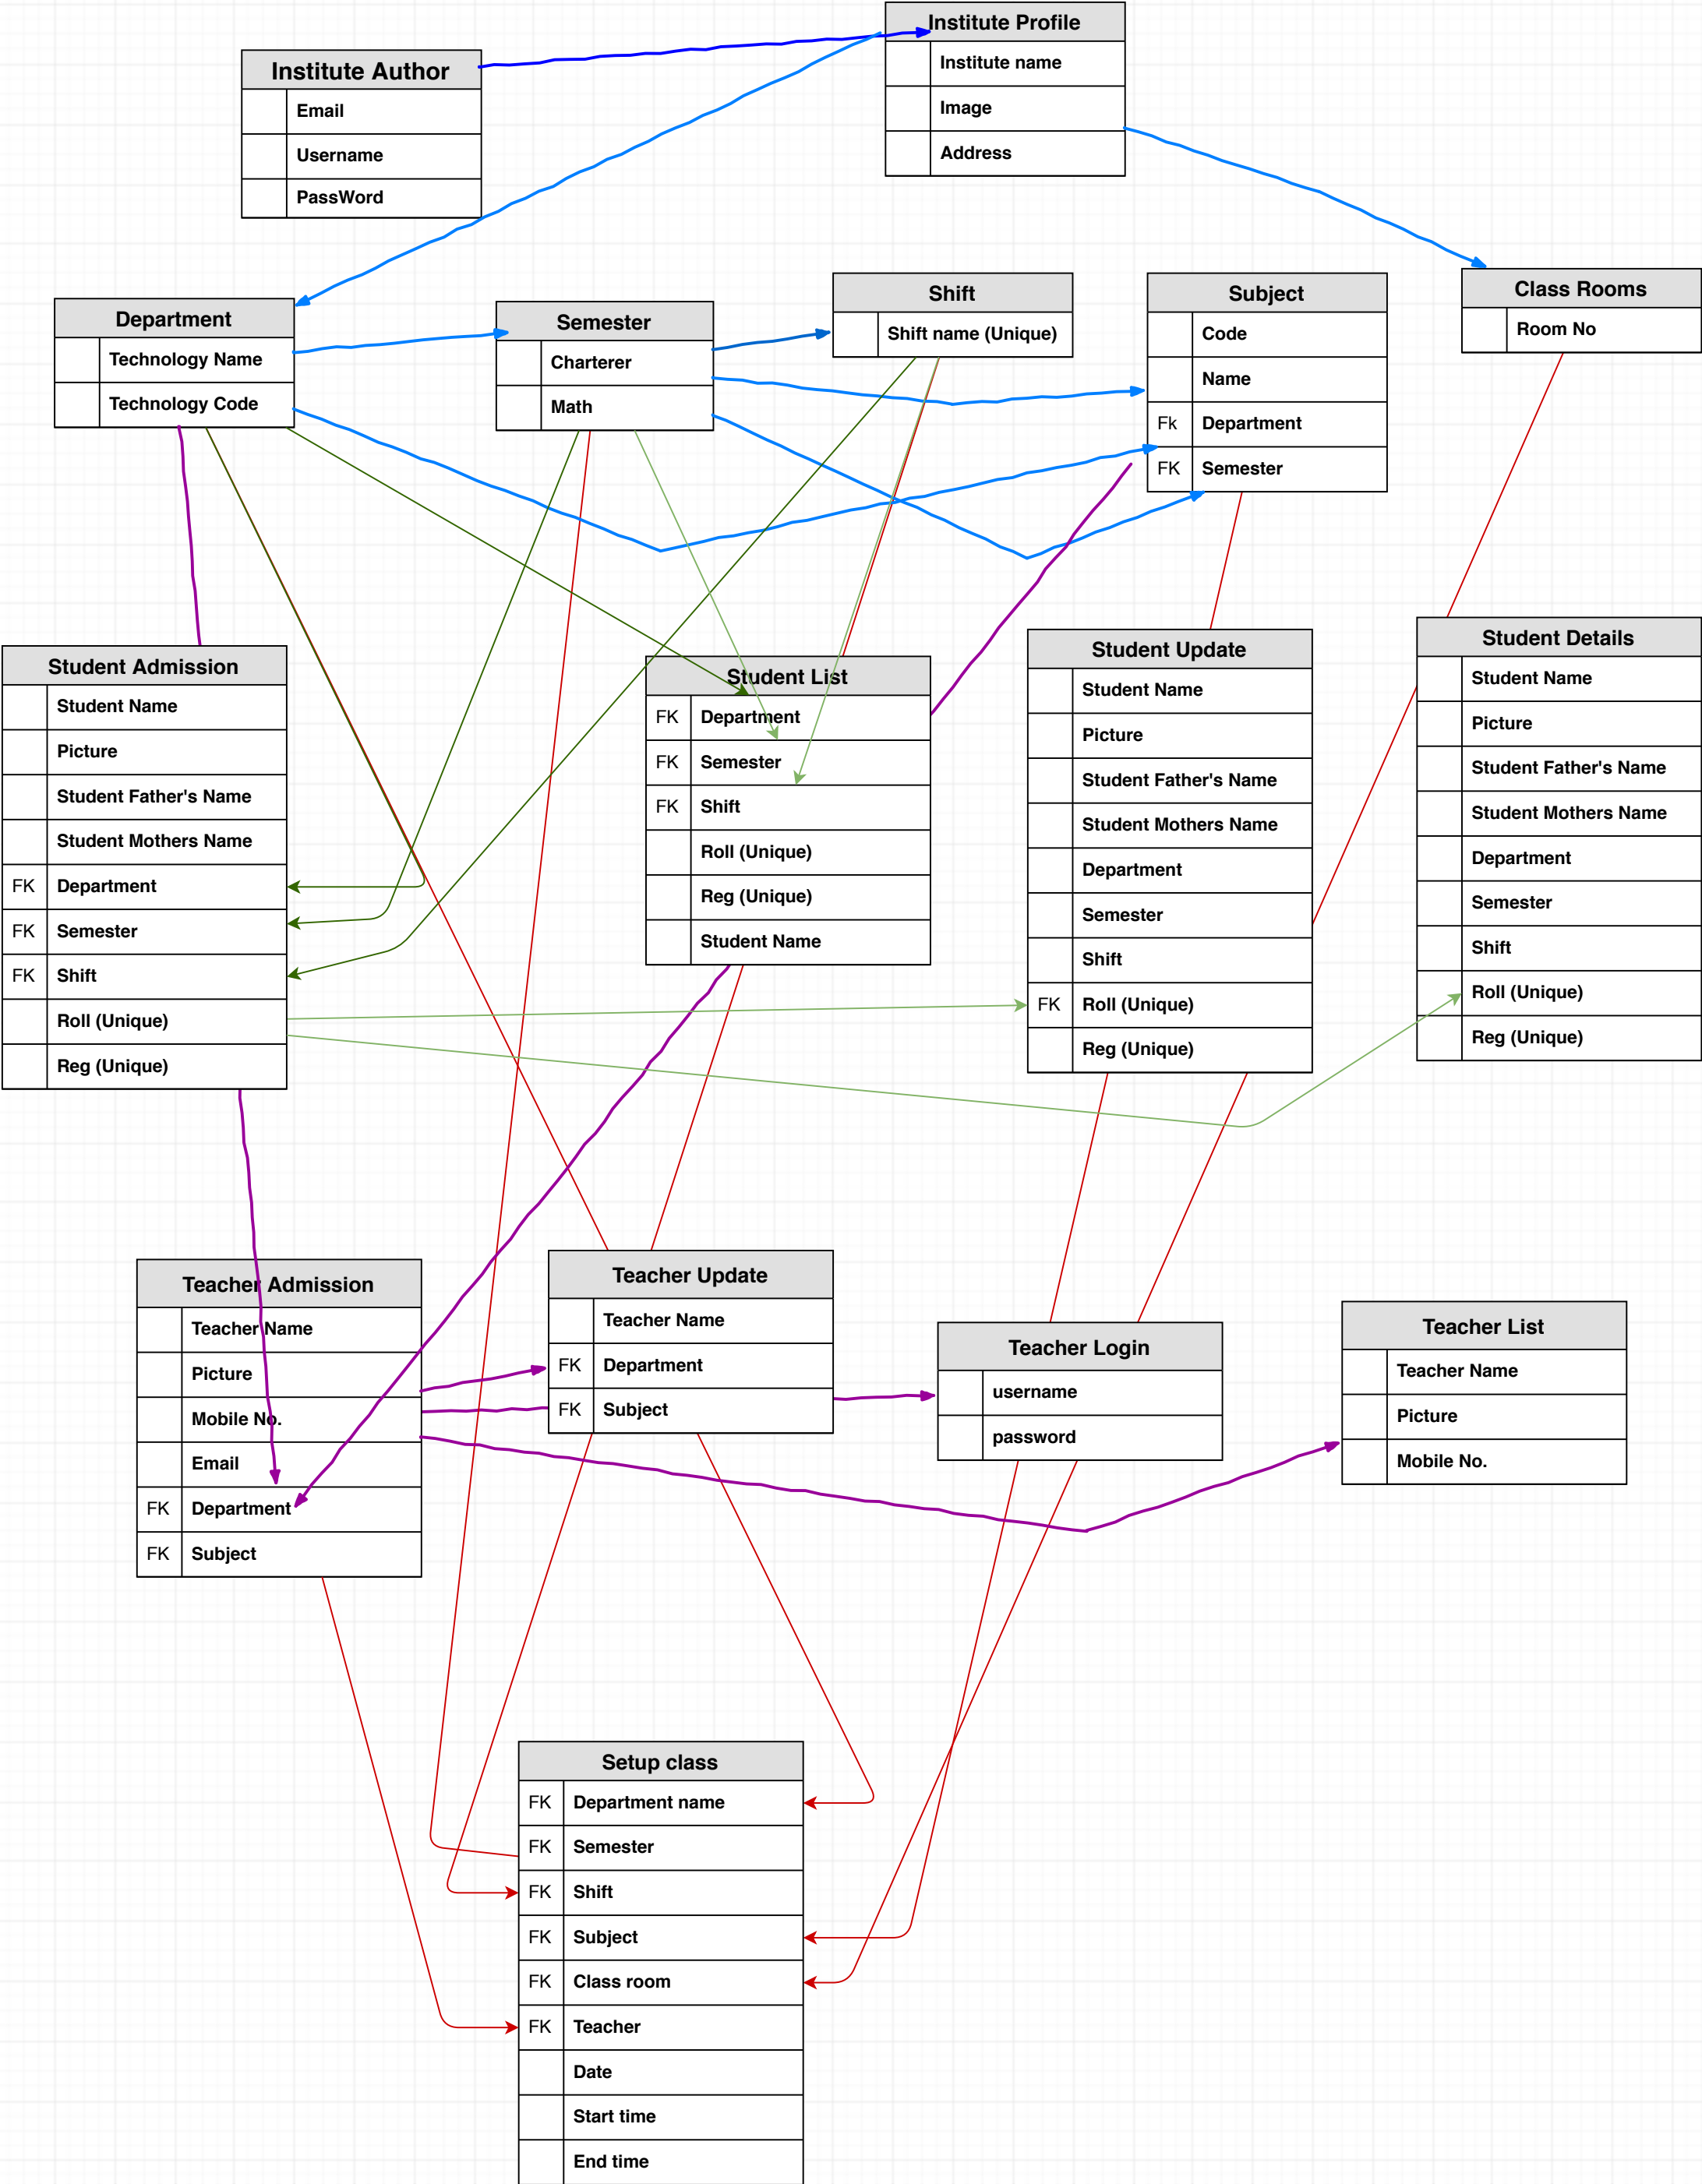 Institute Profile
Institute name
Image
Address
Institute Author
Email
Username
PassWord
Department
Technology Name
Technology Code
Semester
Charterer
Math
Shift
Shift name (Unique)
Subject
Code
Name
Fk Department
FK Semester
Class Rooms
Room No
Student Admission
Student Name
Picture
Student Father's Name
Student Mothers Name
FK Department
FK Semester
FK Shift
Roll (Unique)
Reg (Unique)
Student List
FK Department
FK Semester
FK Shift
Roll (Unique)
Reg (Unique)
Student Name
Student Update
Student Name
Picture
Student Father's Name
Student Mothers Name
Department
Semester
Shift
FK Roll (Unique)
Reg (Unique)
Student Details
Student Name
Picture
Student Father's Name
Student Mothers Name
Department
Semester
Shift
Roll (Unique)
Reg (Unique)
Teacher Admission
Teacher Name
Picture
Mobile No.
Email
FK Department
FK Subject
Teacher Update
Teacher Name
FK Department
FK Subject
Teacher Login
username
password
Teacher List
Teacher Name
Picture
Mobile No.
Setup class
FK Department name
FK Semester
FK Shift
FK Subject
FK Class room
FK Teacher
Date
Start time
End time